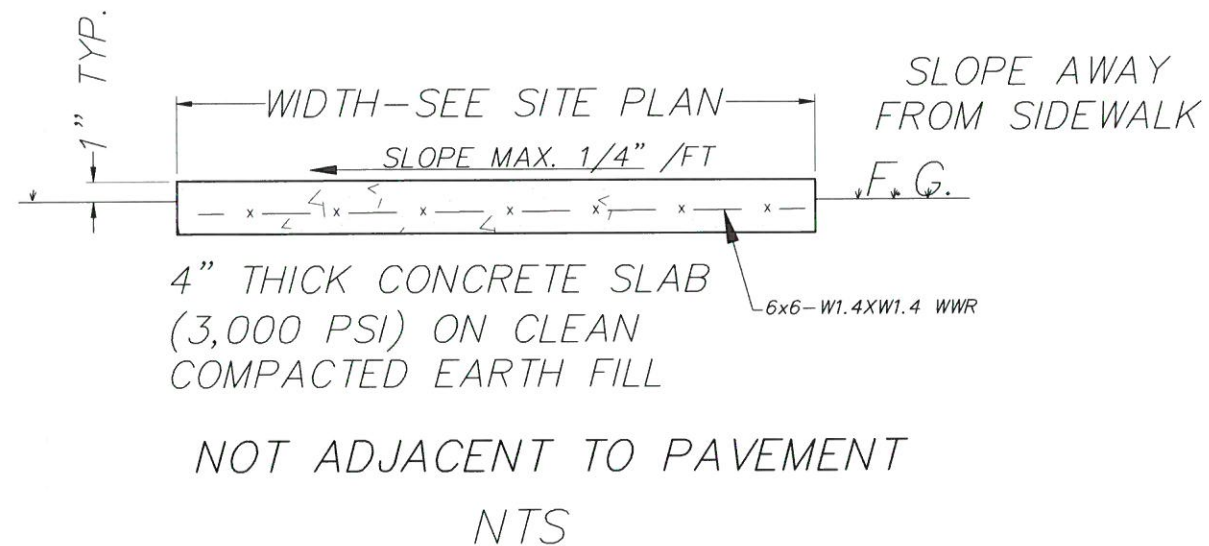 1" TYP.
WIDTH-SEE SITE PLAN
SLOPE MAX. 1/4" /FT
SLOPE AWAY
FROM SIDEWALK
F.G.
4" THICK CONCRETE SLAB
(3,000 PSI) ON CLEAN
COMPACTED EARTH FILL
6x6-W1.4XW1.4 WWR
NOT ADJACENT TO PAVEMENT
NTS